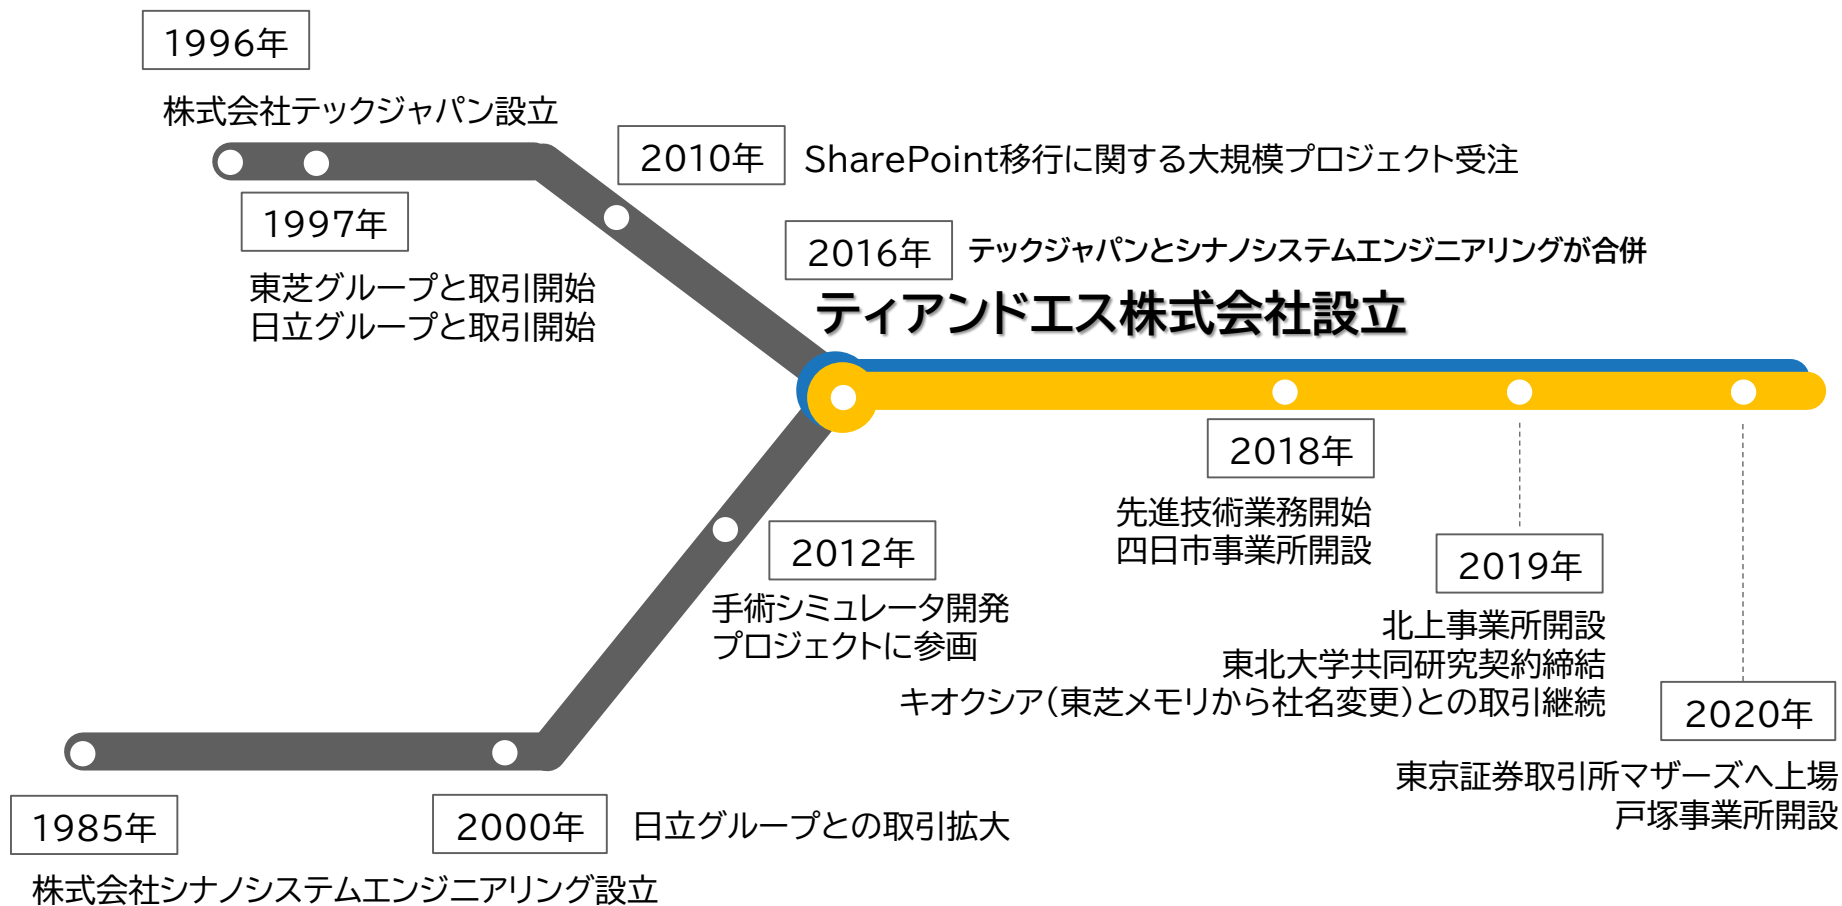 1996年
株式会社テックジャパン設立
1997年
東芝グループと取引開始
日立グループと取引開始
2010年
SharePoint移行に関する大規模プロジェクト受注
2016年
テックジャパンとシナノシステムエンジニアリングが合併
ティアンドエス株式会社設立
2018年
先進技術業務開始
四日市事業所開設
2012年
手術シミュレータ開発
プロジェクトに参画
2019年
北上事業所開設
東北大学共同研究契約締結
キオクシア(東芝メモリから社名変更)との取引継続
2020年
東京証券取引所マザーズへ上場
戸塚事業所開設
1985年
株式会社シナノシステムエンジニアリング設立
2000年
日立グループとの取引拡大